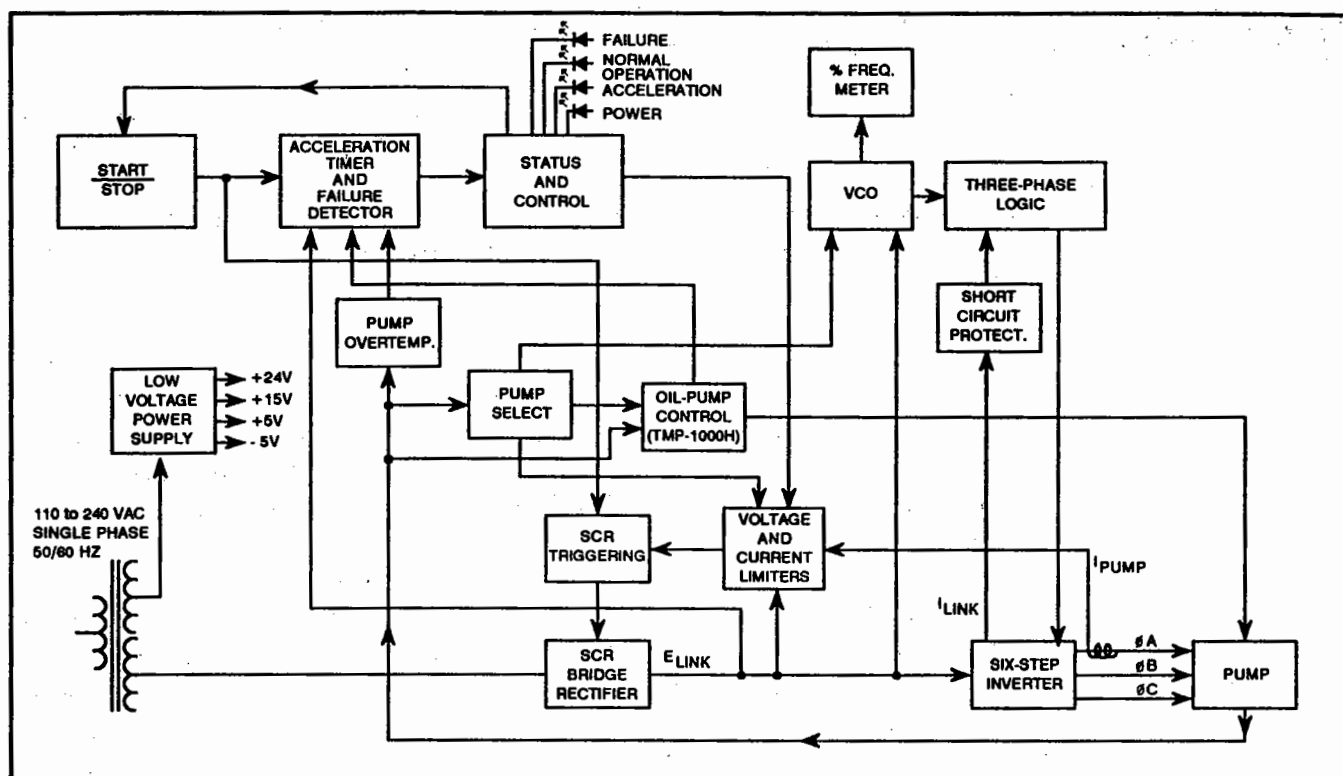 FAILURE
NORMAL
OPERATION
ACCELERATION
POWER
% FREQ.
METER
START
STOP
ACCELERATION
TIMER
AND
FAILURE
DETECTOR
STATUS
AND
CONTROL
VCO
THREE-PHASE
LOGIC
PUMP
OVERTEMP.
SHORT
CIRCUIT
PROTECT.
LOW
VOLTAGE
POWER
SUPPLY
+24V
+15V
+5V
- 5V
PUMP
SELECT
OIL-PUMP
CONTROL
(TMP-1000H)
110 to 240 VAC
SINGLE PHASE
50/60 HZ
SCR
TRIGGERING
VOLTAGE
AND
CURRENT
LIMITERS
IPUMP
ILINK
SCR
BRIDGE
RECTIFIER
ELINK
SIX-STEP
INVERTER
øA
øB
øC
PUMP